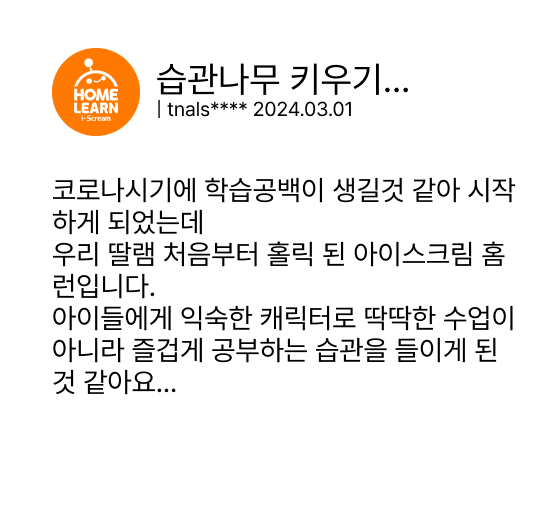 HOME
LEARN
i-Scream
습관나무 키우기...
| tnals**** 2024.03.01
코로나시기에 학습공백이 생길것 같아 시작
하게 되었는데
우리 딸램 처음부터 홀릭 된 아이스크림 홈
런입니다.
아이들에게 익숙한 캐릭터로 딱딱한 수업이
아니라 즐겁게 공부하는 습관을 들이게 된
것 같아요...